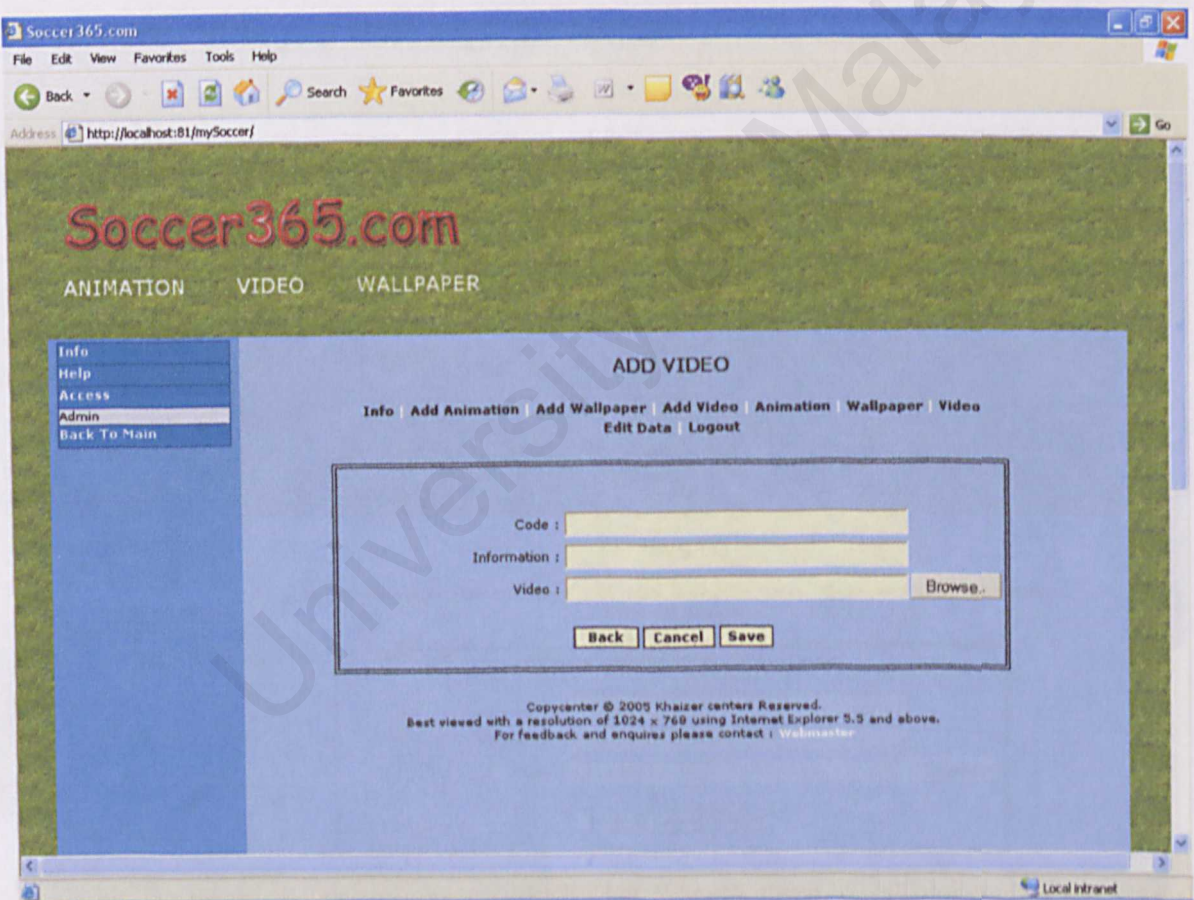 Soccer365.com
File Edit View Favorites Tools Help
Back Search Favorites
Address http://localhost:81/mySoccer/ Go
Soccer365.com
ANIMATION VIDEO WALLPAPER
Info
Help
Access
Admin
Back To Main
ADD VIDEO
Info | Add Animation | Add Wallpaper | Add Video | Animation | Wallpaper | Video
Edit Data | Logout
Code :
Information :
Video : Browse..
Back Cancel Save
Copycenter © 2005 Khaizer centers Reserved.
Best viewed with a resolution of 1024 x 768 using Internet Explorer 5.5 and above.
For feedback and enquires please contact : Webmaster
Local intranet
University of Mala